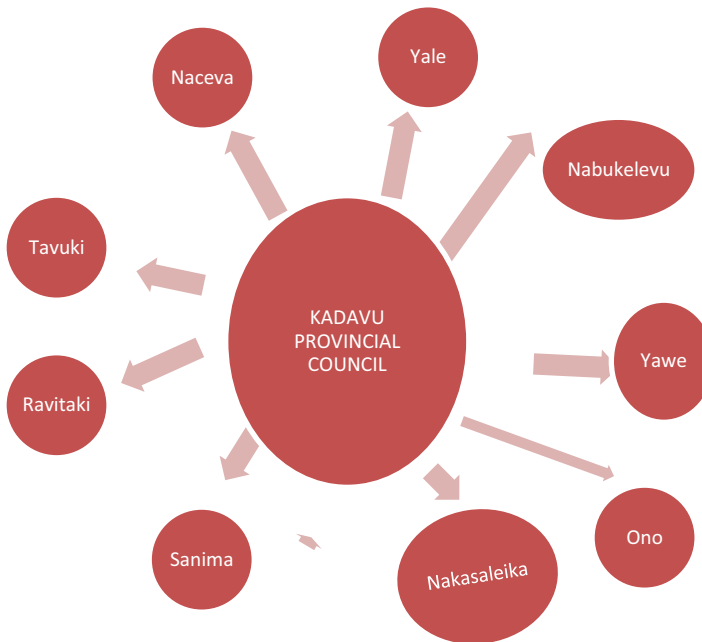 Yale
Naceva
Nabukelevu
Tavuki
KADAVU
PROVINCIAL
COUNCIL
Yawe
Ravitaki
Ono
Sanima
Nakasaleika